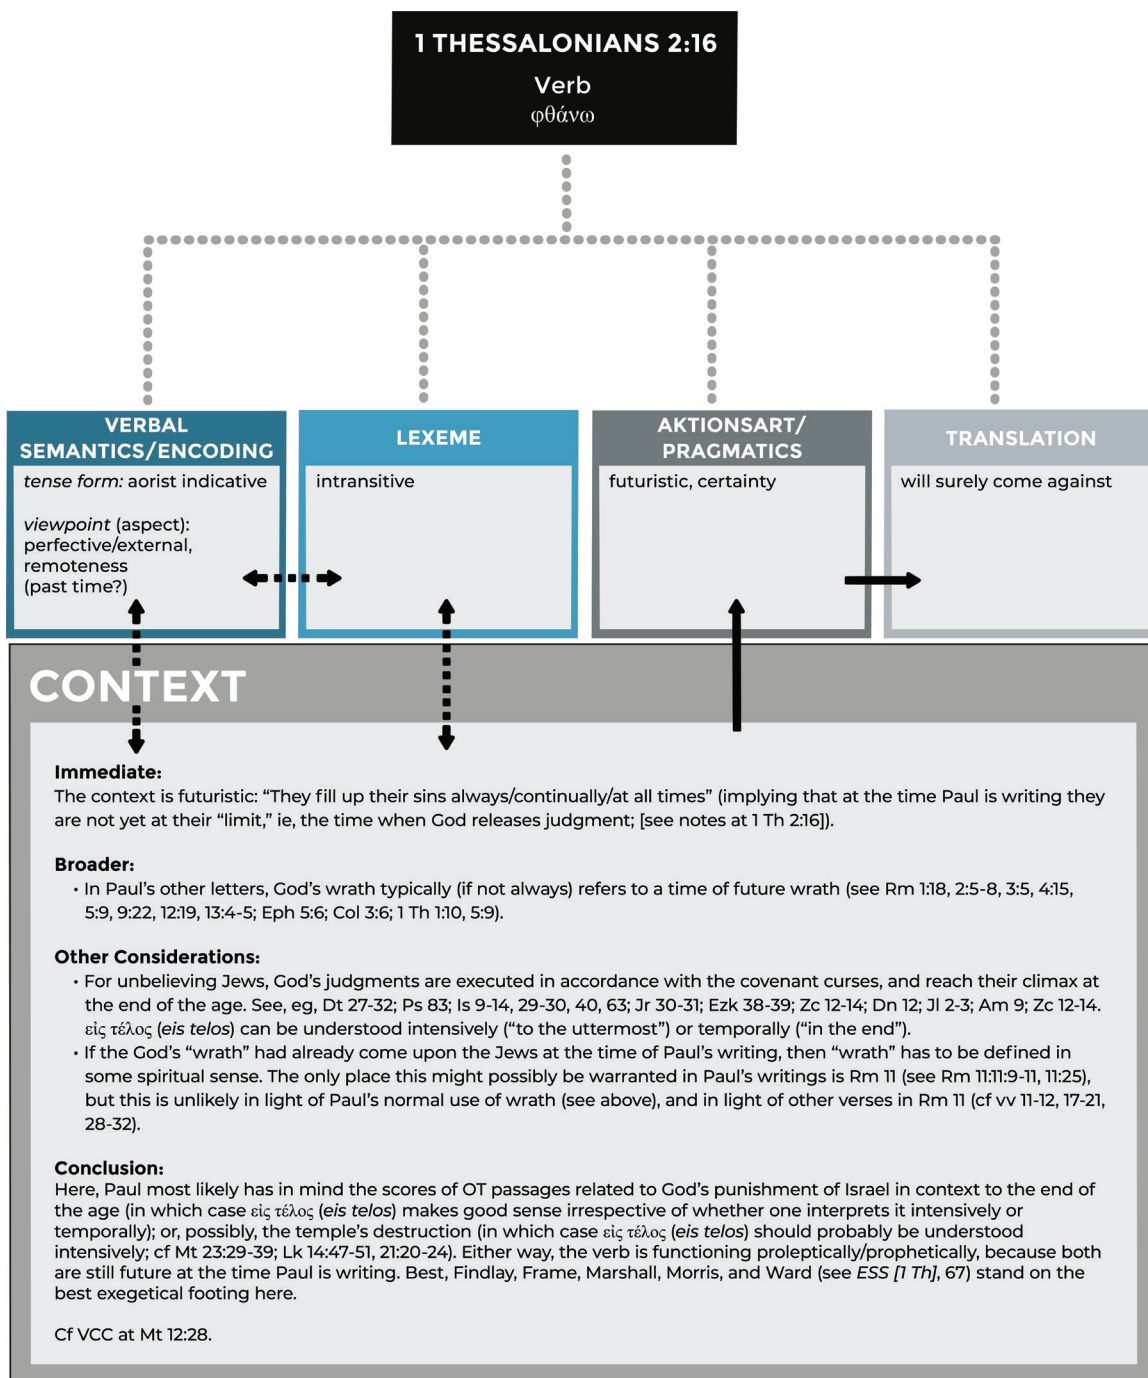 1 THESSALONIANS 2:16
Verb
φθάνω
VERBAL
SEMANTICS/ENCODING
tense form: aorist indicative
viewpoint (aspect):
perfective/external,
remoteness
(past time?)
LEXEME
intransitive
AKTIONSART/
PRAGMATICS
futuristic, certainty
TRANSLATION
will surely come against
CONTEXT
Immediate:
The context is futuristic: “They fill up their sins always/continually/at all times” (implying that at the time Paul is writing they
are not yet at their “limit,” ie, the time when God releases judgment; [see notes at 1 Th 2:16]).
Broader:
• In Paul’s other letters, God’s wrath typically (if not always) refers to a time of future wrath (see Rm 1:18, 2:5-8, 3:5, 4:15,
5:9, 9:22, 12:19, 13:4-5; Eph 5:6; Col 3:6; 1 Th 1:10, 5:9).
Other Considerations:
• For unbelieving Jews, God’s judgments are executed in accordance with the covenant curses, and reach their climax at
the end of the age. See, eg, Dt 27-32; Ps 83; Is 9-14, 29-30, 40, 63; Jr 30-31; Ezk 38-39; Zc 12-14; Dn 12; Jl 2-3; Am 9; Zc 12-14.
εἰς τέλος (eis telos) can be understood intensively (“to the uttermost”) or temporally (“in the end”).
• If the God’s “wrath” had already come upon the Jews at the time of Paul’s writing, then “wrath” has to be defined in
some spiritual sense. The only place this might possibly be warranted in Paul’s writings is Rm 11 (see Rm 11:11:9-11, 11:25),
but this is unlikely in light of Paul’s normal use of wrath (see above), and in light of other verses in Rm 11 (cf vv 11-12, 17-21,
28-32).
Conclusion:
Here, Paul most likely has in mind the scores of OT passages related to God’s punishment of Israel in context to the end of
the age (in which case εἰς τέλος (eis telos) makes good sense irrespective of whether one interprets it intensively or
temporally); or, possibly, the temple’s destruction (in which case εἰς τέλος (eis telos) should probably be understood
intensively; cf Mt 23:29-39; Lk 14:47-51, 21:20-24). Either way, the verb is functioning proleptically/prophetically, because both
are still future at the time Paul is writing. Best, Findlay, Frame, Marshall, Morris, and Ward (see ESS [1 Th], 67) stand on the
best exegetical footing here.
Cf VCC at Mt 12:28.